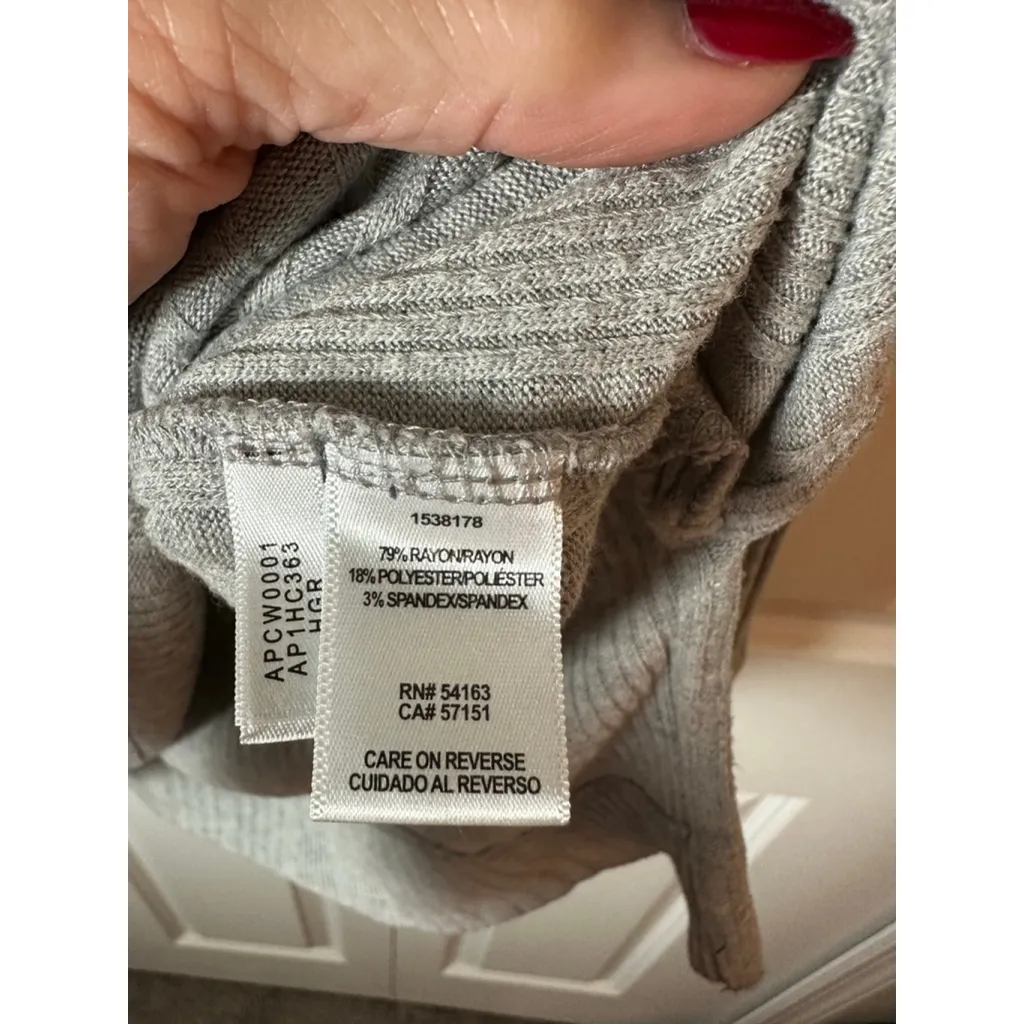 APCW0001
AP1HC363
HGR
1538178
79% RAYON/RAYON
18% POLYESTER/POLIÉSTER
3% SPANDEX/SPANDEX
RN# 54163
CA# 57151
CARE ON REVERSE
CUIDADO AL REVERSO